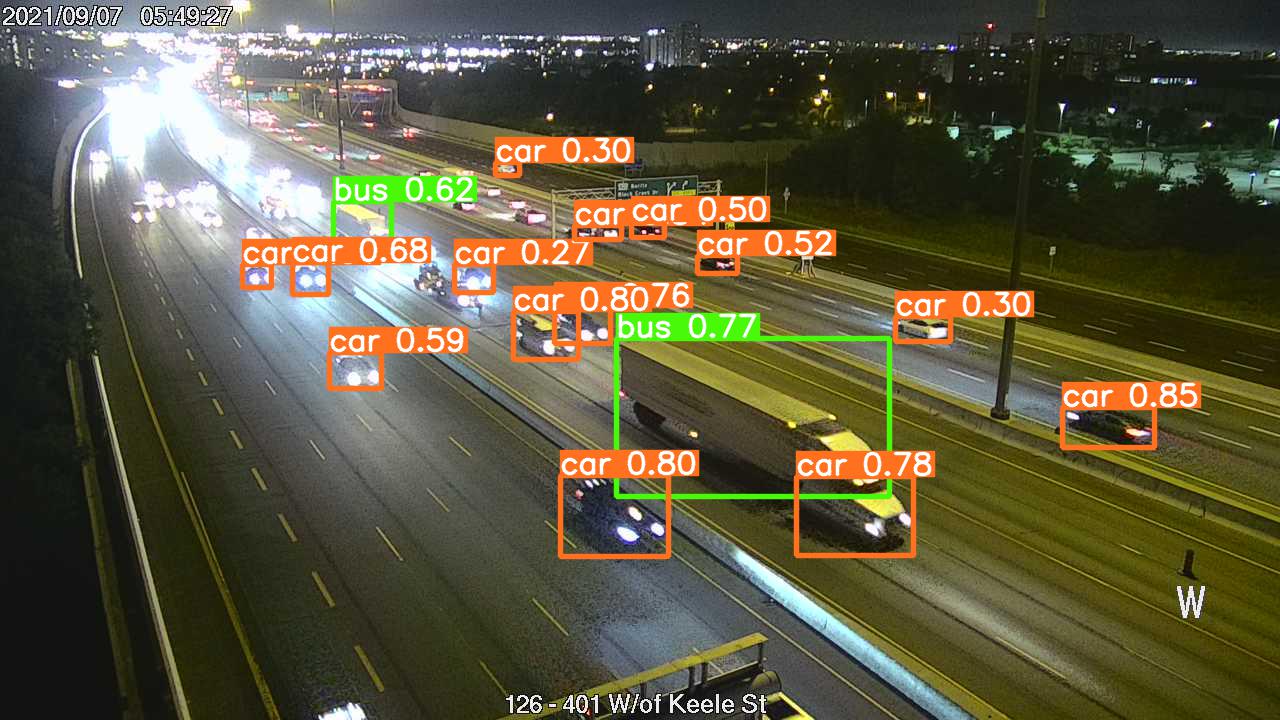 2021/09/07 05:49:27
car 0.30
bus 0.62
car
car 0.50
car
car 0.68
car 0.27
car 0.52
car 0.80
76
car 0.30
bus 0.77
car 0.59
car 0.85
car 0.80
car 0.78
W
126 - 401 W/of Keele St